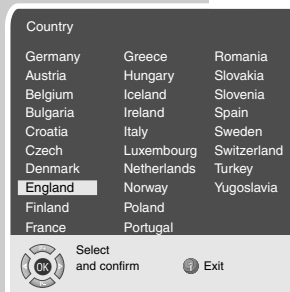 Country
Germany Greece Romania
Austria Hungary Slovakia
Belgium Iceland Slovenia
Bulgaria Ireland Spain
Croatia Italy Sweden
Czech Luxembourg Switzerland
Denmark Netherlands Turkey
England Norway Yugoslavia
Finland Poland
France Portugal
Select
and confirm
OK
i Exit